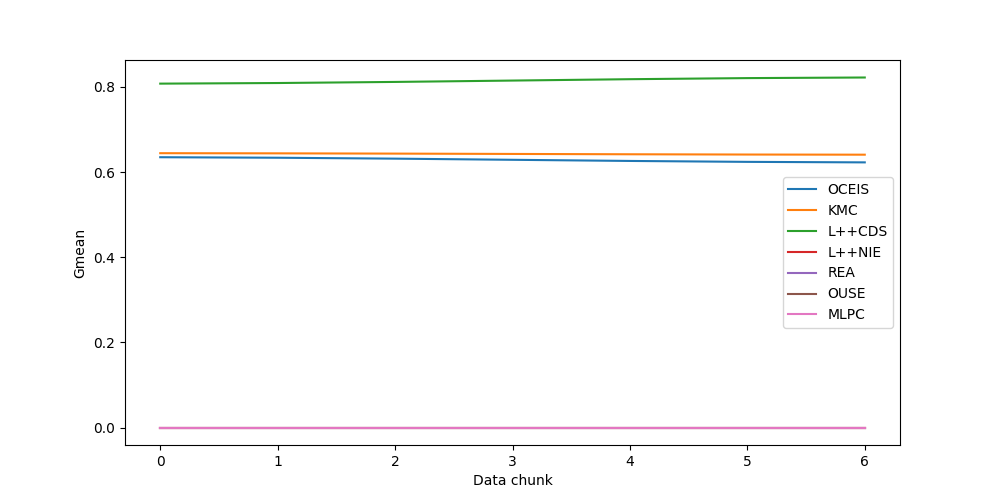 0.8
0.6
0.4
0.2
0.0
Gmean
OCEIS
KMC
L++CDS
L++NIE
REA
OUSE
MLPC
0 1 2 3 4 5 6
Data chunk